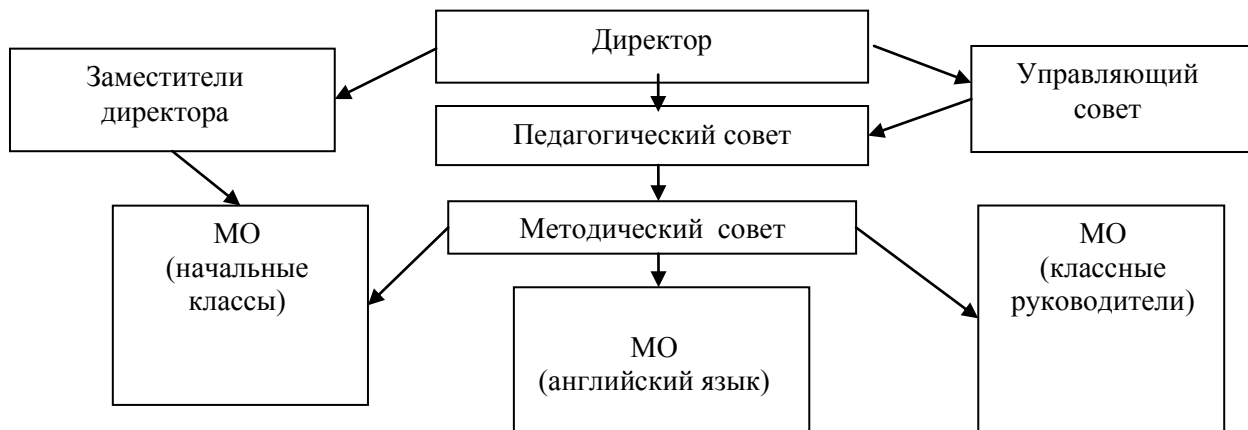 Директор
Заместители
директора
Управляющий
совет
Педагогический совет
Методический совет
МО
(начальные
классы)
МО
(английский язык)
МО
(классные
руководители)